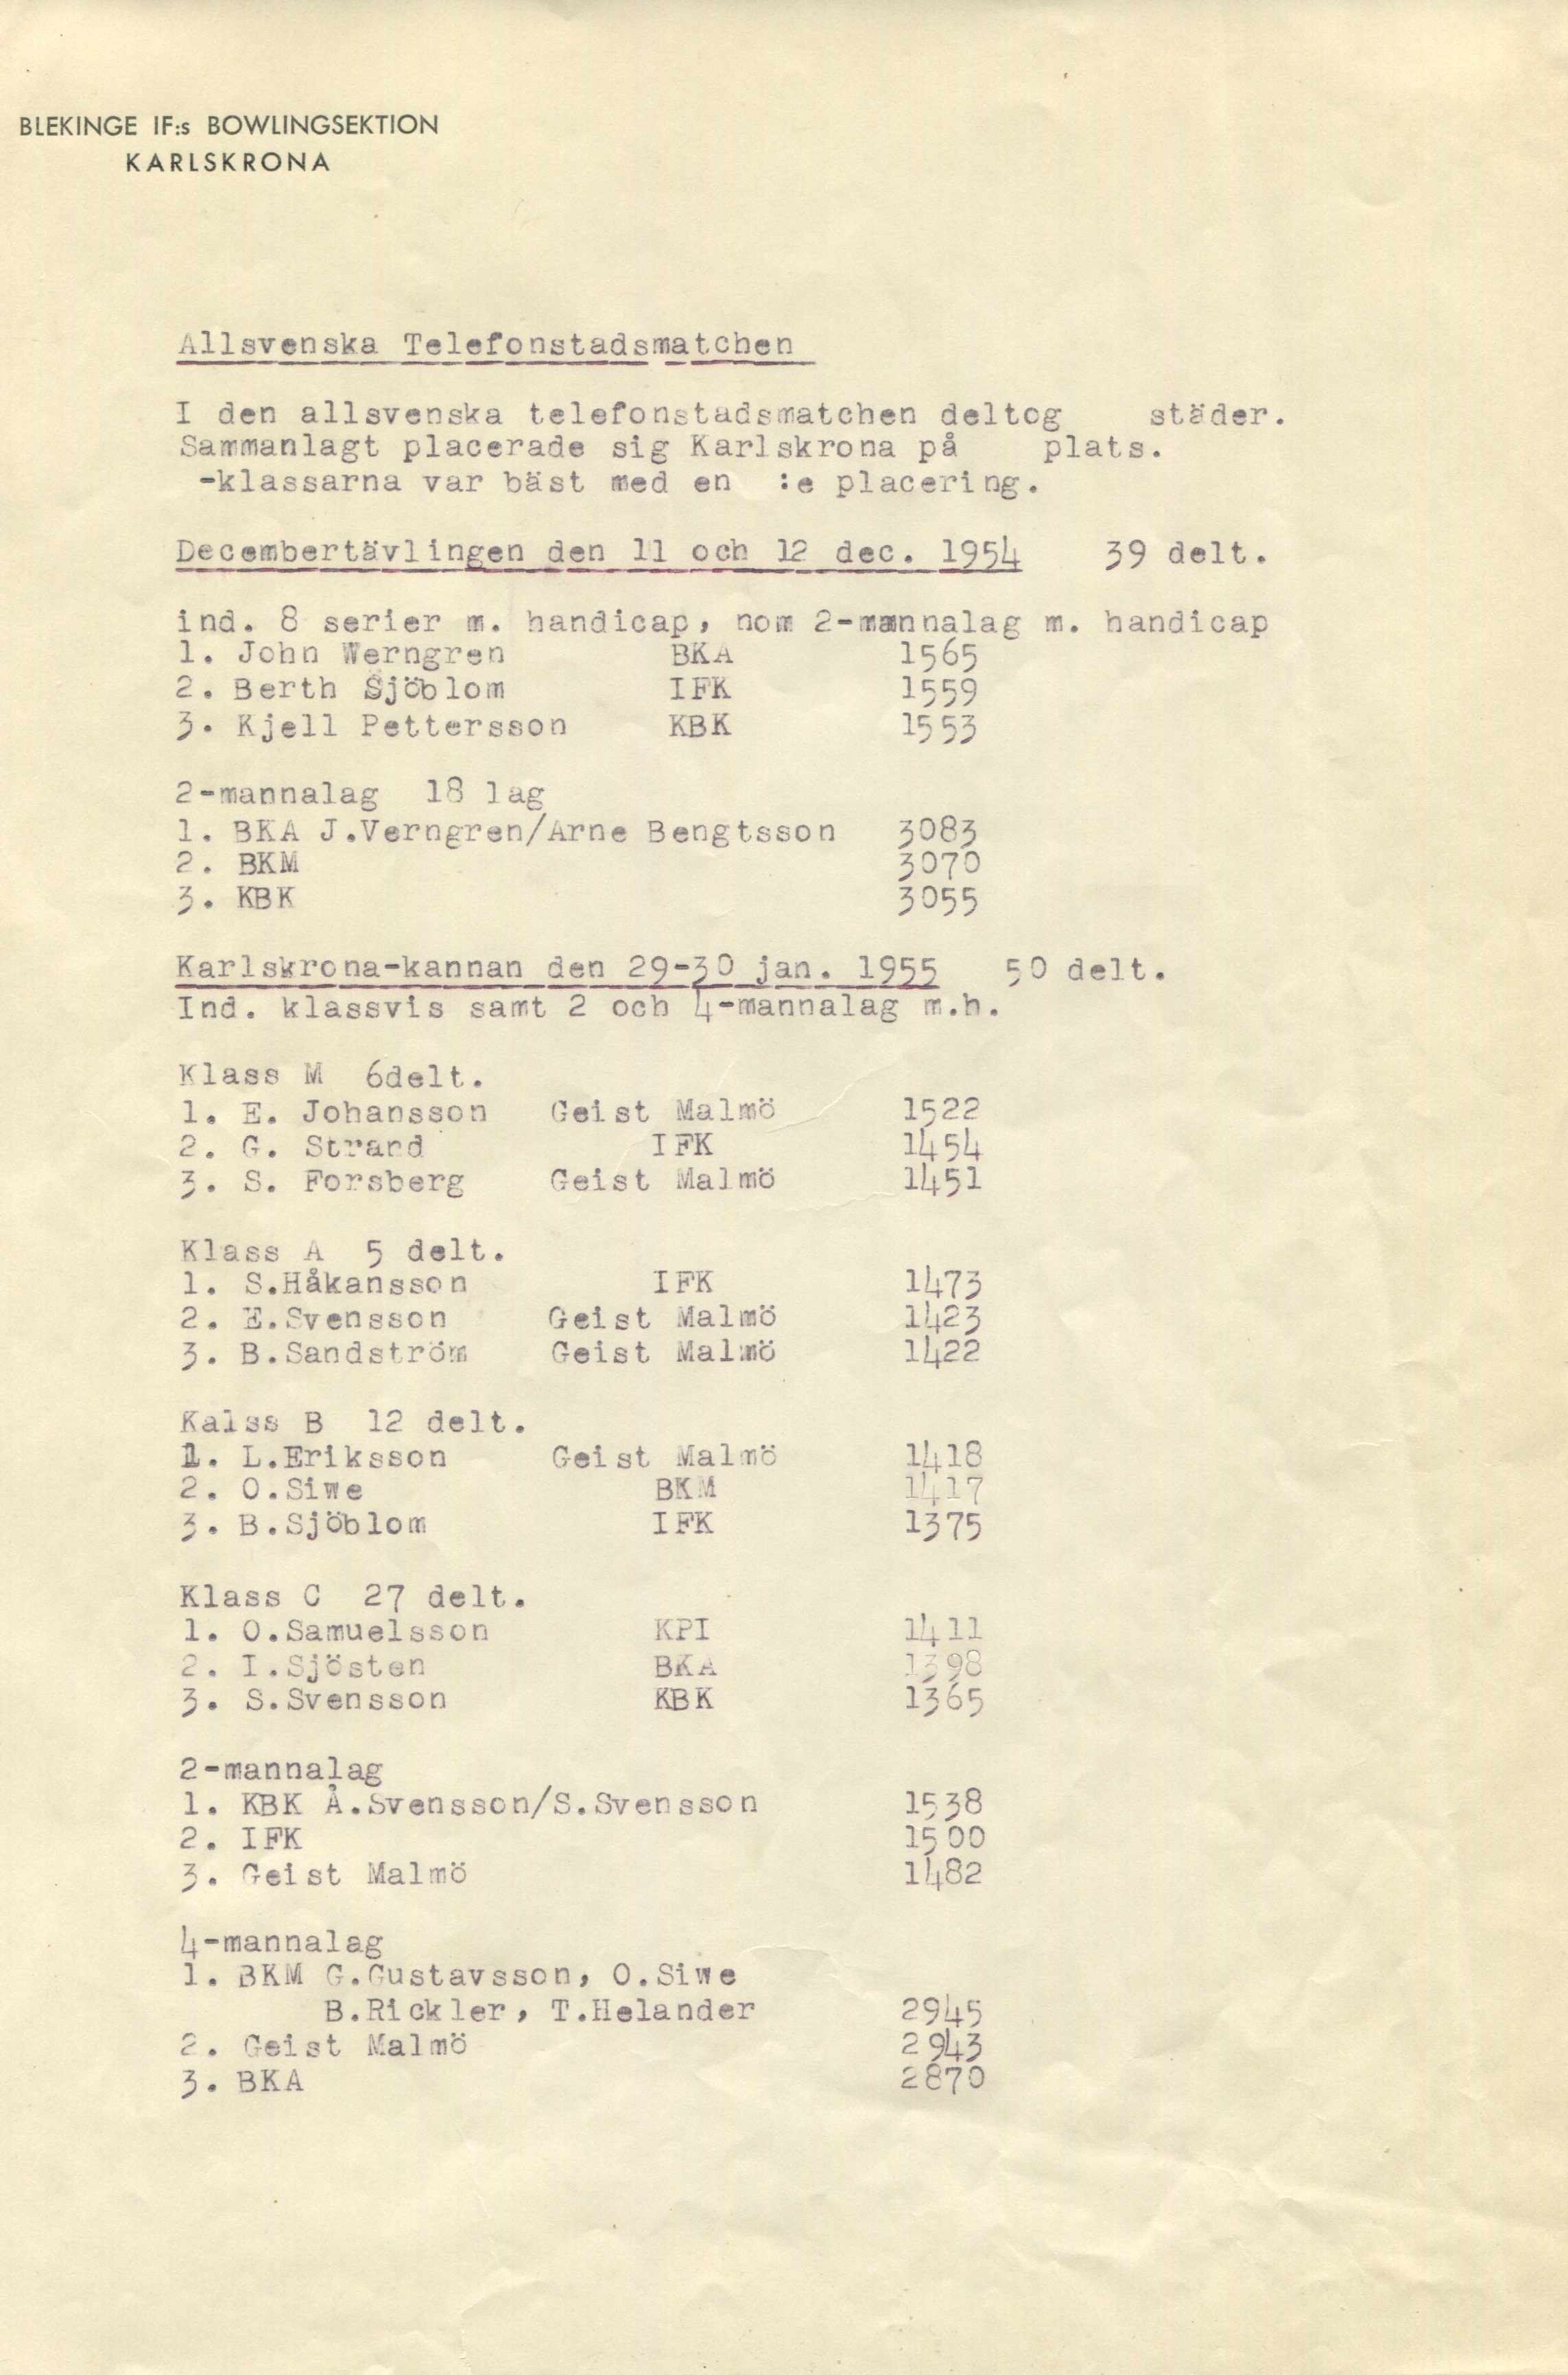 BLEKINGE IF:s BOWLINGSEKTION
KARLSKRONA
Allsvenska Telefonstadsmatchen
I den allsvenska telefonstadsmatchen deltog städer.
Sammanlagt placerade sig Karlskrona på plats.
-klassarna var bäst med en :e placering.
Decembertävlingen den 11 och 12 dec. 1954 39 delt.
ind. 8 serier m. handicap, nom 2-mannalag m. handicap
1. John Werngren BKA 1565
2. Berth Sjöblom IFK 1559
3. Kjell Pettersson KBK 1553
2-mannalag 18 lag
1. BKA J.Verngren/Arne Bengtsson 3083
2. BKM 3070
3. KBK 3055
Karlskrona-kannan den 29-30 jan. 1955 50 delt.
Ind. klassvis samt 2 och 4-mannalag m.h.
Klass M 6delt.
1. E. Johansson Geist Malmö 1522
2. G. Strand IFK 1454
3. S. Forsberg Geist Malmö 1451
Klass A 5 delt.
1. S.Håkansson IFK 1473
2. E.Svensson Geist Malmö 1423
3. B.Sandström Geist Malmö 1422
Kalss B 12 delt.
1. L.Eriksson Geist Malmö 1418
2. O.Siwe BKM 1417
3. B.Sjöblom IFK 1375
Klass C 27 delt.
1. O.Samuelsson KPI 1411
2. I.Sjösten BKA 1398
3. S.Svensson KBK 1365
2-mannalag
1. KBK Å.Svensson/S.Svensson 1538
2. IFK 1500
3. Geist Malmö 1482
4-mannalag
1. BKM G.Gustavsson, O.Siwe
B.Rickler, T.Helander 2945
2. Geist Malmö 2943
3. BKA 2870